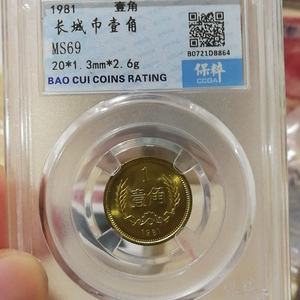 1981 壹角
长城币壹角
MS69
20*1.3mm*2.6g
BAO CUI COINS RATING
B0721D8864
保粹
CCGA
1
壹角
1981